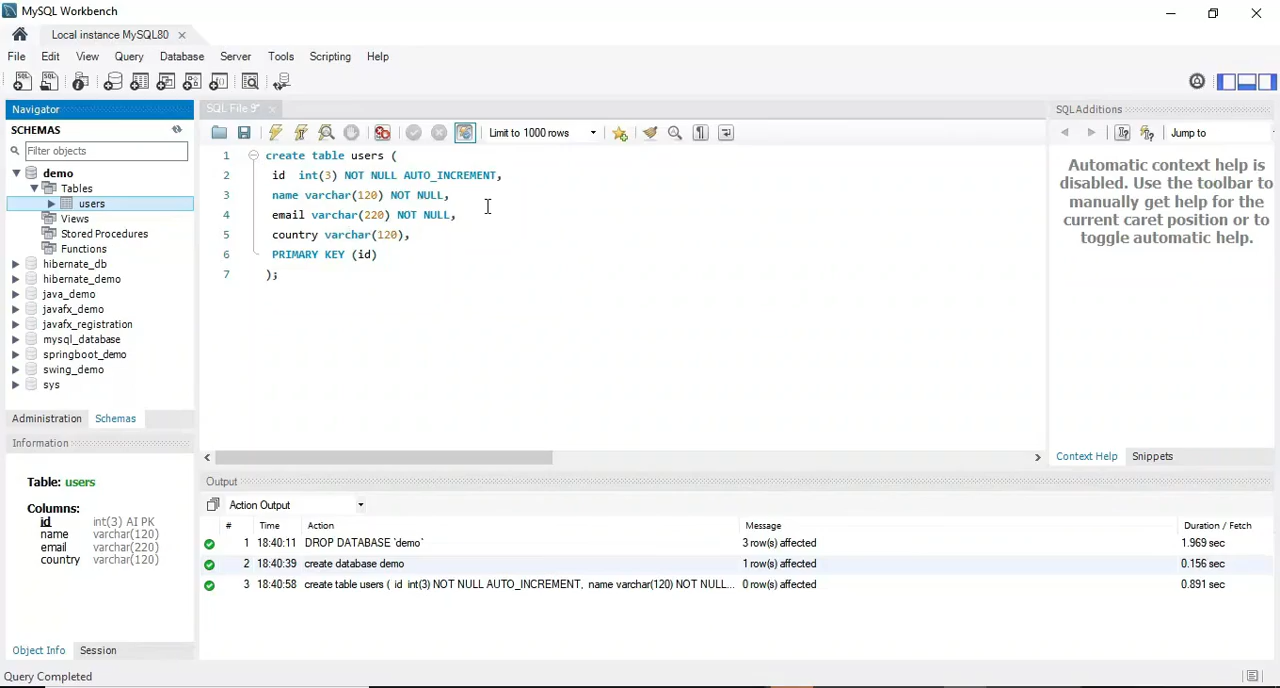 MySQL Workbench
Local instance MySQL80
File Edit View Query Database Server Tools Scripting Help
Navigator
SCHEMAS
Filter objects
demo
Tables
users
Views
Stored Procedures
Functions
hibernate_db
hibernate_demo
java_demo
javafx_demo
javafx_registration
mysql_database
springboot_demo
swing_demo
sys
Administration Schemas
Information
Table: users
Columns:
id int(3) AI PK
name varchar(120)
email varchar(220)
country varchar(120)
Object Info Session
Query Completed
SQL File 9*
Limit to 1000 rows
1 create table users (
2 id int(3) NOT NULL AUTO_INCREMENT,
3 name varchar(120) NOT NULL,
4 email varchar(220) NOT NULL,
5 country varchar(120),
6 PRIMARY KEY (id)
7 );
Output
Action Output
# Time Action Message Duration / Fetch
1 18:40:11 DROP DATABASE `demo` 3 row(s) affected 1.969 sec
2 18:40:39 create database demo 1 row(s) affected 0.156 sec
3 18:40:58 create table users ( id int(3) NOT NULL AUTO_INCREMENT, name varchar(120) NOT NULL... 0 row(s) affected 0.891 sec
SQLAdditions
Jump to
Automatic context help is
disabled. Use the toolbar to
manually get help for the
current caret position or to
toggle automatic help.
Context Help Snippets